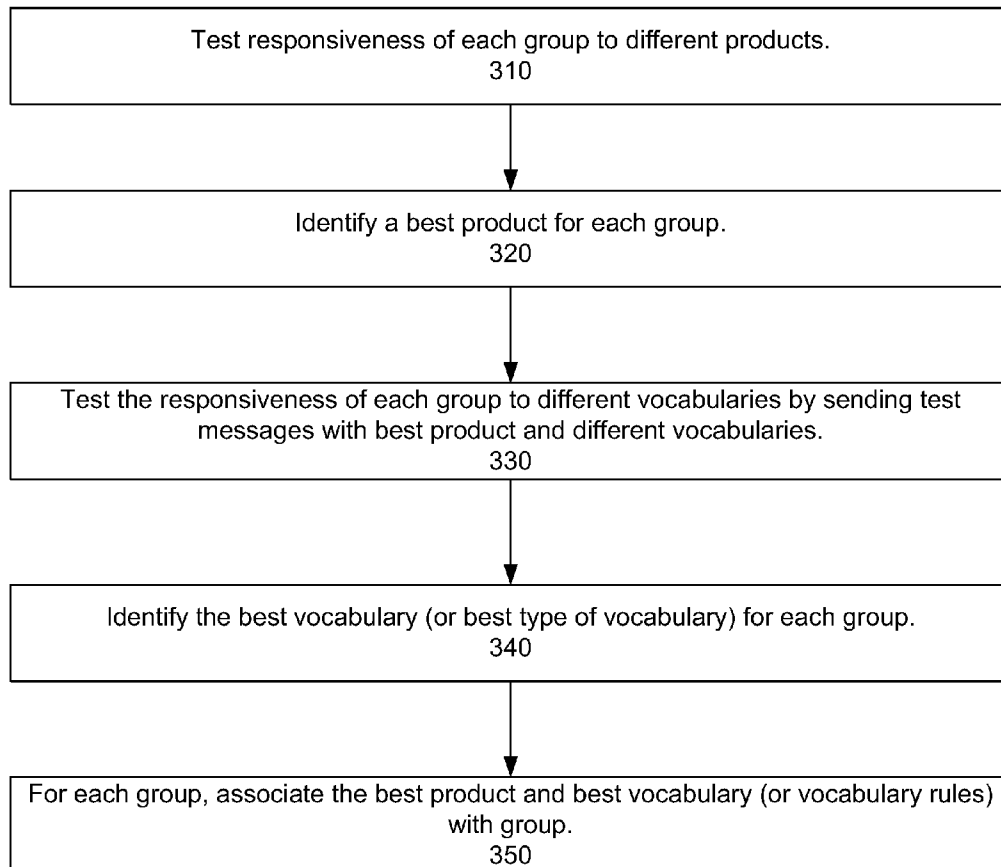 Test responsiveness of each group to different products.
310
Identify a best product for each group.
320
Test the responsiveness of each group to different vocabularies by sending test
messages with best product and different vocabularies.
330
Identify the best vocabulary (or best type of vocabulary) for each group.
340
For each group, associate the best product and best vocabulary (or vocabulary rules)
with group.
350